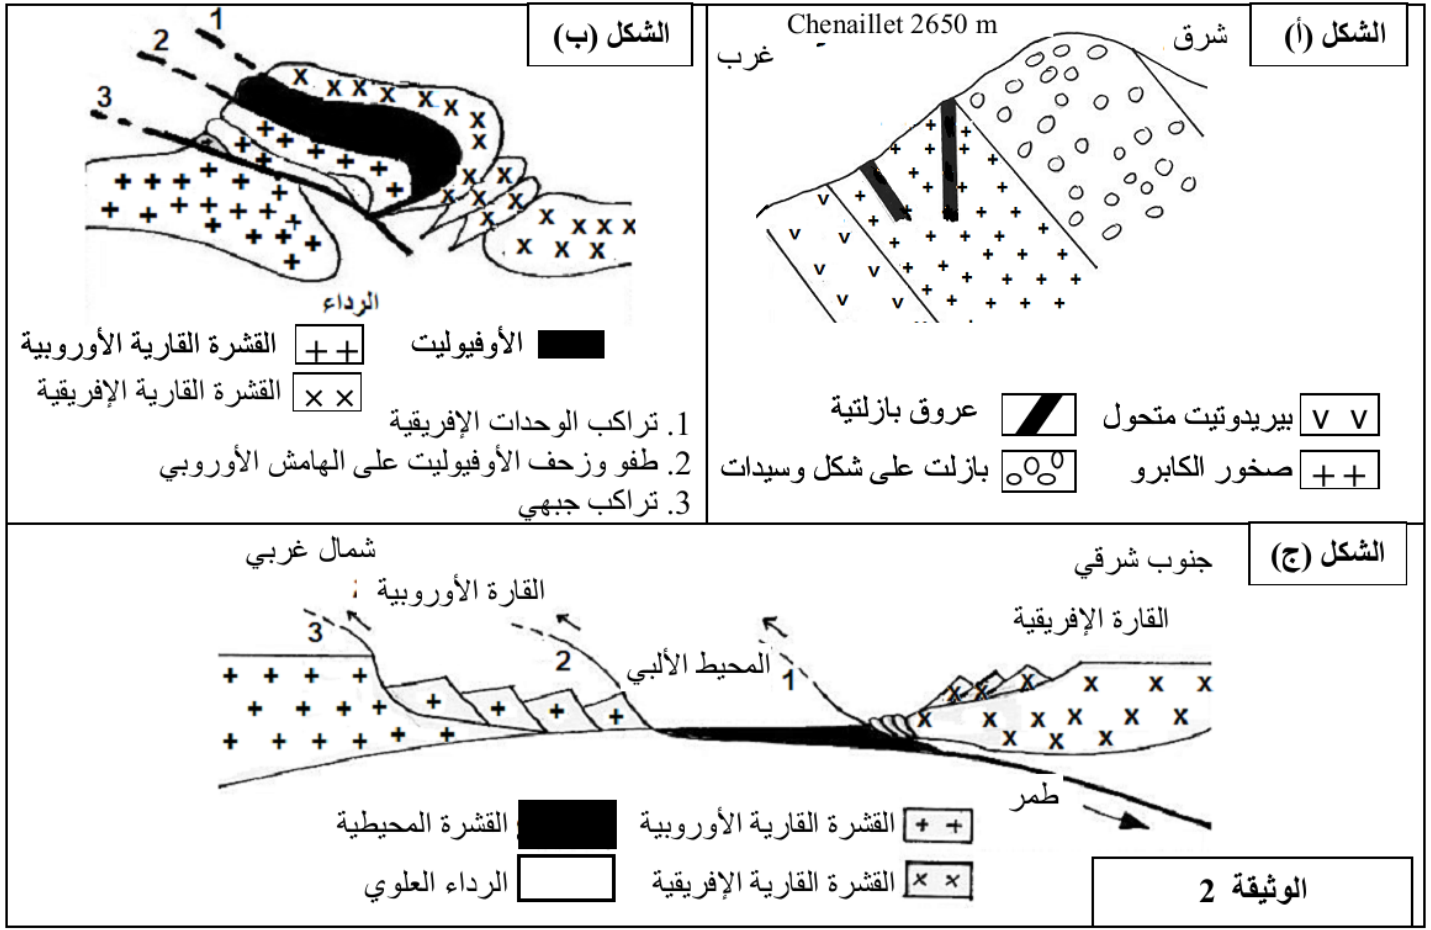 الشكل (أ)
Chenaillet 2650 m
شرق
غرب
v v بيريدوتيت متحول
عروق بازلتية
+ + صخور الكابرو
بازلت على شكل وسيدات
الشكل (ب)
1
2
3
الرداء
الأوفيوليت
+ + القشرة القارية الأوروبية
x x القشرة القارية الإفريقية
1. تراكب الوحدات الإفريقية
2. طفو وزحف الأوفيوليت على الهامش الأوروبي
3. تراكب جبهي
الشكل (ج)
جنوب شرقي
شمال غربي
القارة الأوروبية
القارة الإفريقية
3
2
المحيط الألبي
1
طمر
+ + القشرة القارية الأوروبية
القشرة المحيطية
x x القشرة القارية الإفريقية
الرداء العلوي
الوثيقة 2